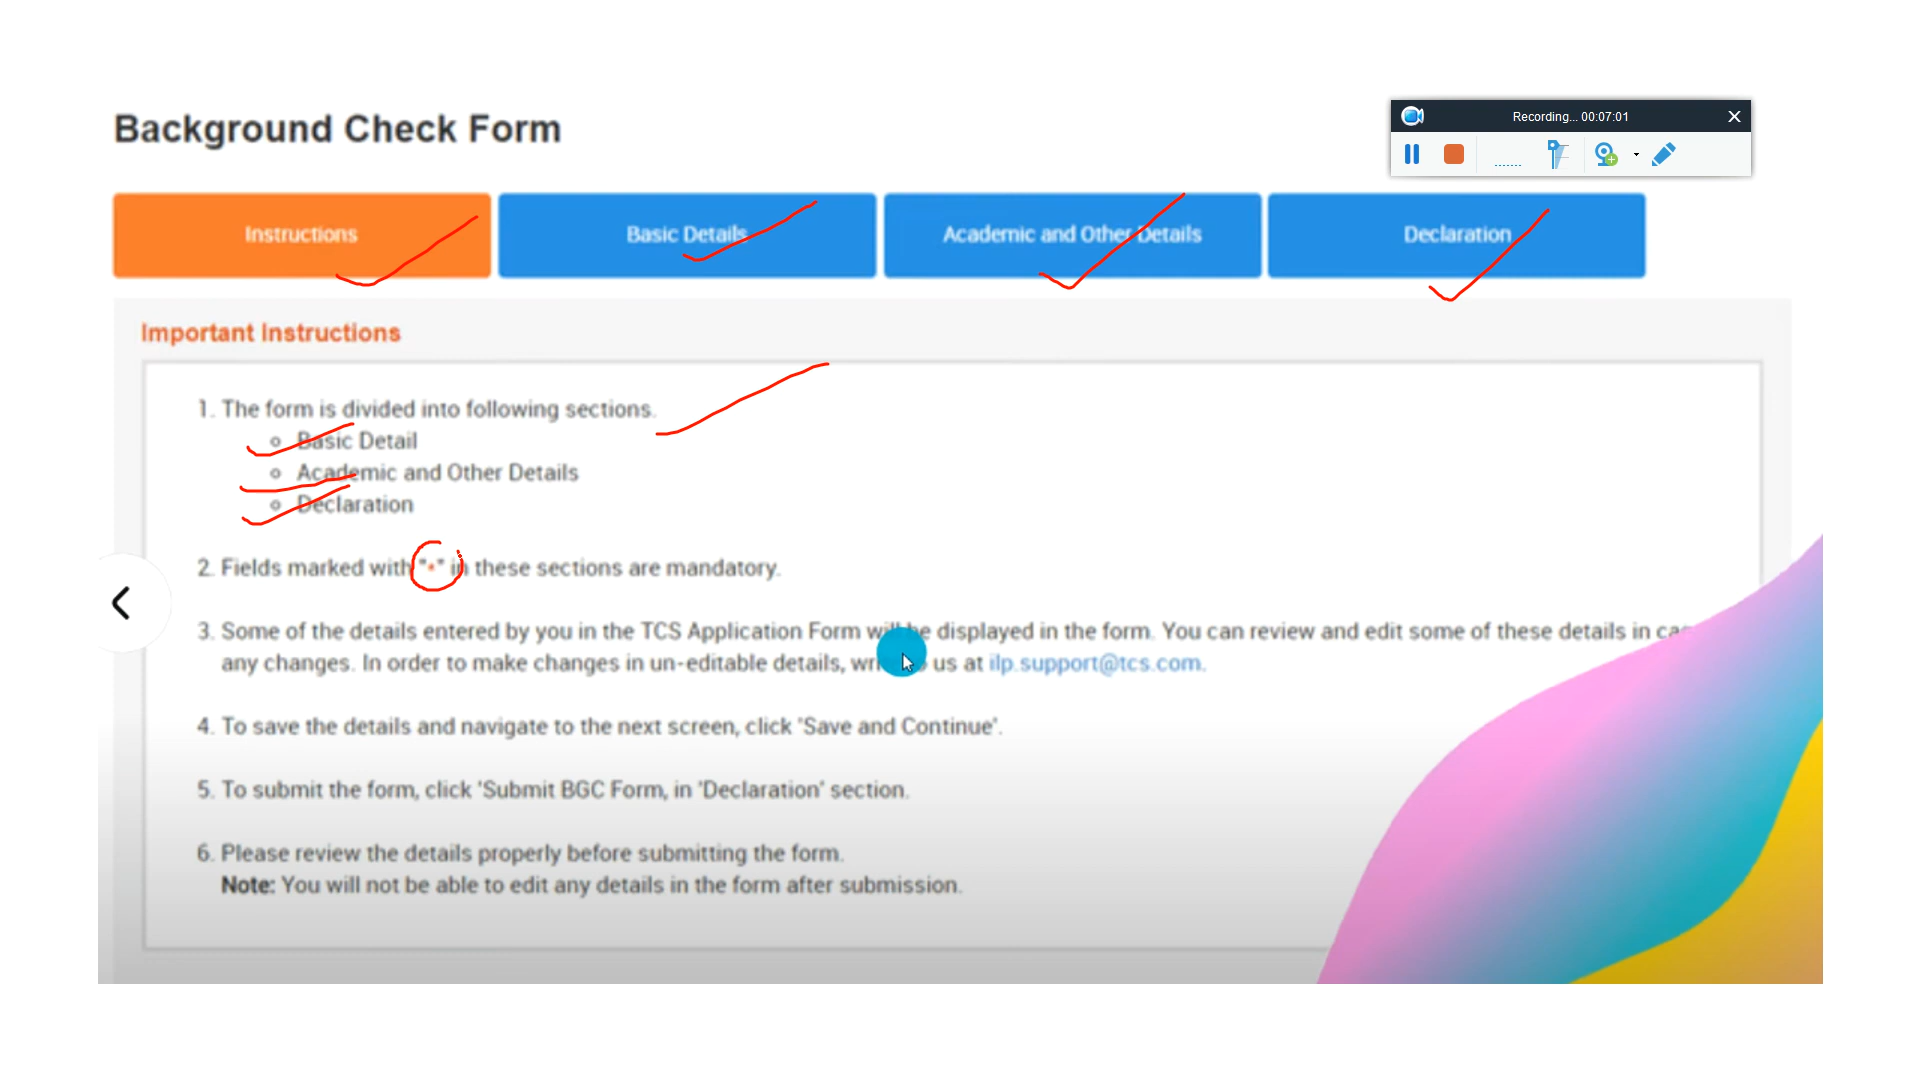 Background Check Form
Recording... 00:07:01
Instructions
Basic Details
Academic and Other Details
Declaration
Important Instructions
1. The form is divided into following sections.
Basic Detail
Academic and Other Details
Declaration
2. Fields marked with "*" in these sections are mandatory.
3. Some of the details entered by you in the TCS Application Form will be displayed in the form. You can review and edit some of these details in
any changes. In order to make changes in un-editable details, us at ilp.support@tcs.com.
4. To save the details and navigate to the next screen, click 'Save and Continue'.
5. To submit the form, click 'Submit BGC Form, in 'Declaration' section.
6. Please review the details properly before submitting the form.
Note: You will not be able to edit any details in the form after submission.